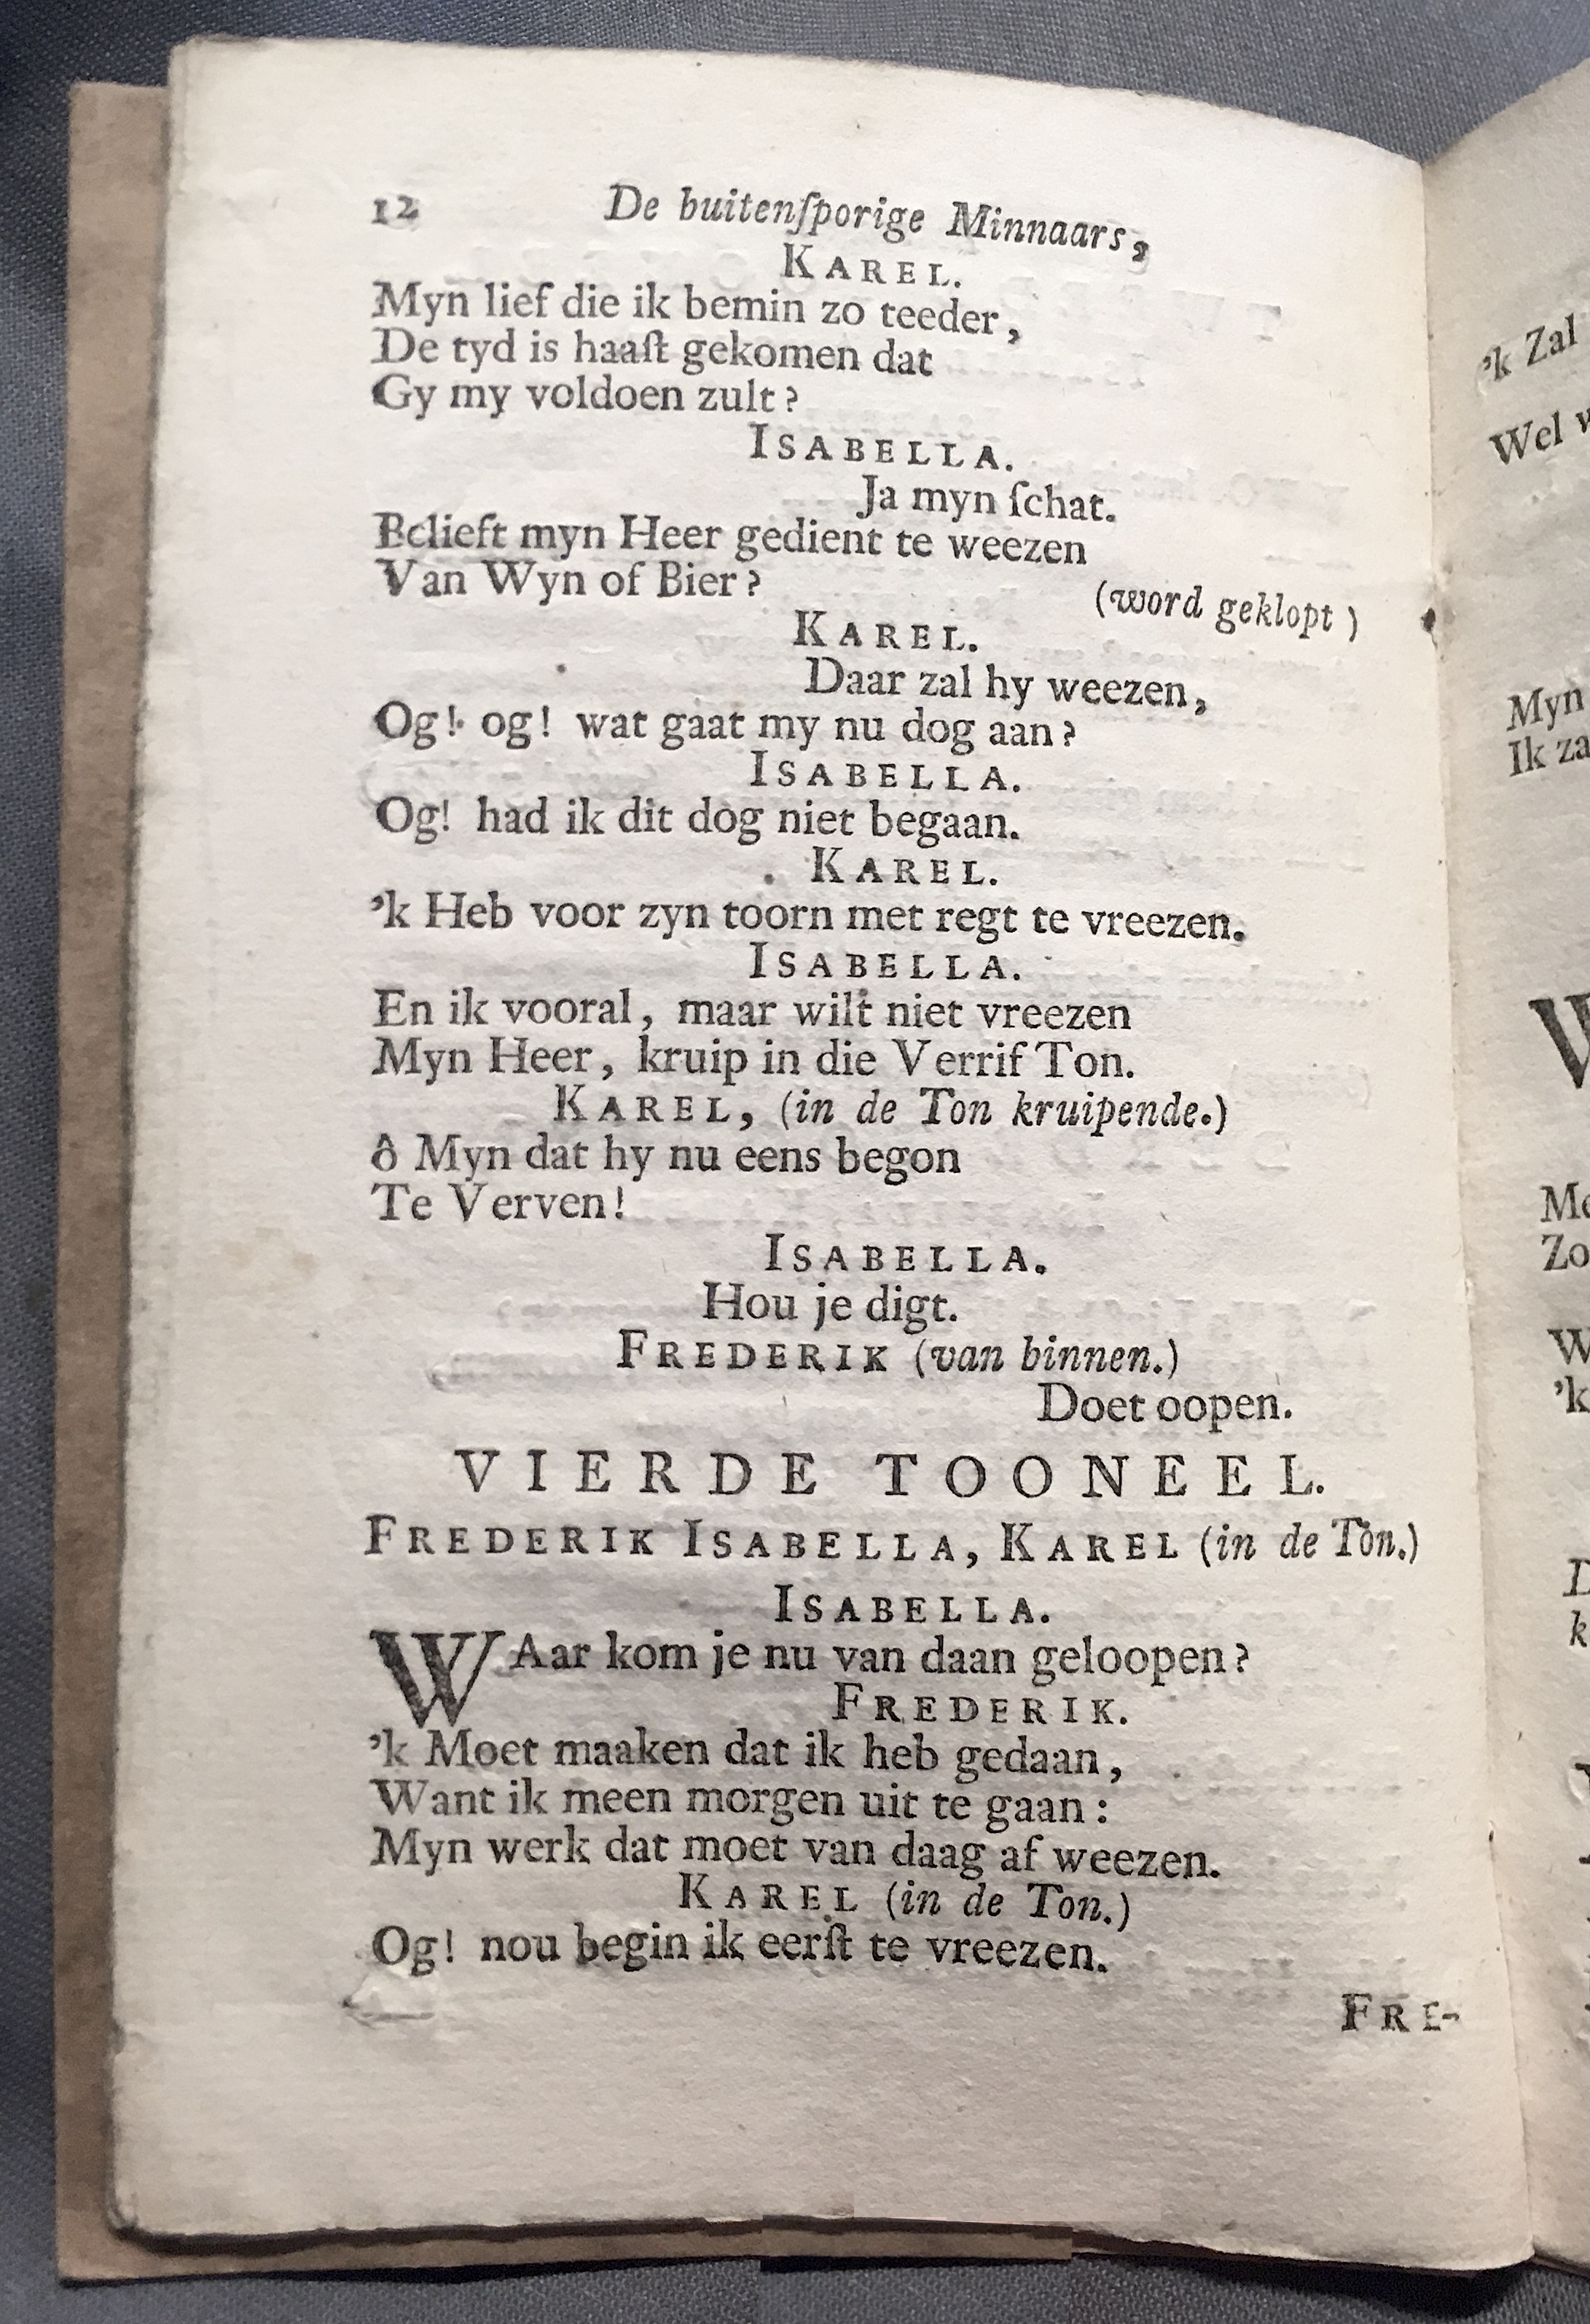 12 De buitenſporige Minnaars,
KAREL.
Myn lief die ik bemin zo teeder,
De tyd is haaſt gekomen dat
Gy my voldoen zult?
ISABELLA.
Ja myn ſchat.
Belieft myn Heer gedient te weezen
Van Wyn of Bier? (word geklopt)
KAREL.
Daar zal hy weezen,
Og! og! wat gaat my nu dog aan?
ISABELLA.
Og! had ik dit dog niet begaan.
KAREL.
'k Heb voor zyn toorn met regt te vreezen.
ISABELLA.
En ik vooral, maar wilt niet vreezen
Myn Heer, kruip in die Verrif Ton.
KAREL, (in de Ton kruipende.)
ô Myn dat hy nu eens begon
Te Verven!
ISABELLA.
Hou je digt.
FREDERIK (van binnen.)
Doet oopen.
VIERDE TOONEEL.
FREDERIK ISABELLA, KAREL (in de Ton.)
ISABELLA.
WAar kom je nu van daan geloopen?
FREDERIK.
'k Moet maaken dat ik heb gedaan,
Want ik meen morgen uit te gaan:
Myn werk dat moet van daag af weezen.
KAREL (in de Ton.)
Og! nou begin ik eerſt te vreezen.
FRE-
'k Zal
Wel
Myn
Ik za
W
Me
Zo
W
'k